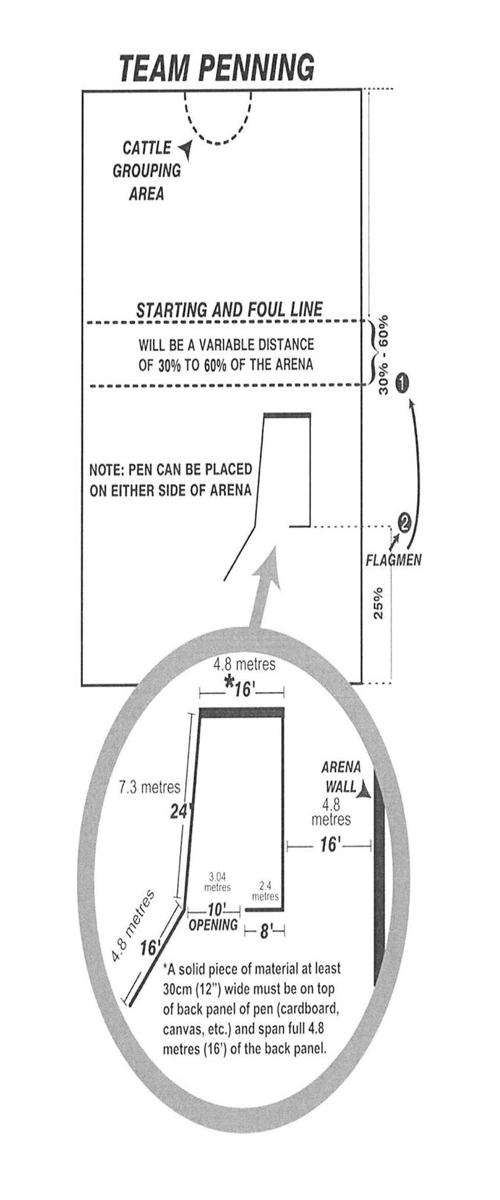 TEAM PENNING
CATTLE
GROUPING
AREA
STARTING AND FOUL LINE
WILL BE A VARIABLE DISTANCE
OF 30% TO 60% OF THE ARENA
30% - 60%
1
NOTE: PEN CAN BE PLACED
ON EITHER SIDE OF ARENA
2
FLAGMEN
25%
4.8 metres
*16'
7.3 metres
24'
ARENA
WALL
4.8
metres
16'
3.04
metres
2.4
metres
10'
OPENING
8'
4.8 metres
16'
*A solid piece of material at least
30cm (12") wide must be on top
of back panel of pen (cardboard,
canvas, etc.) and span full 4.8
metres (16') of the back panel.